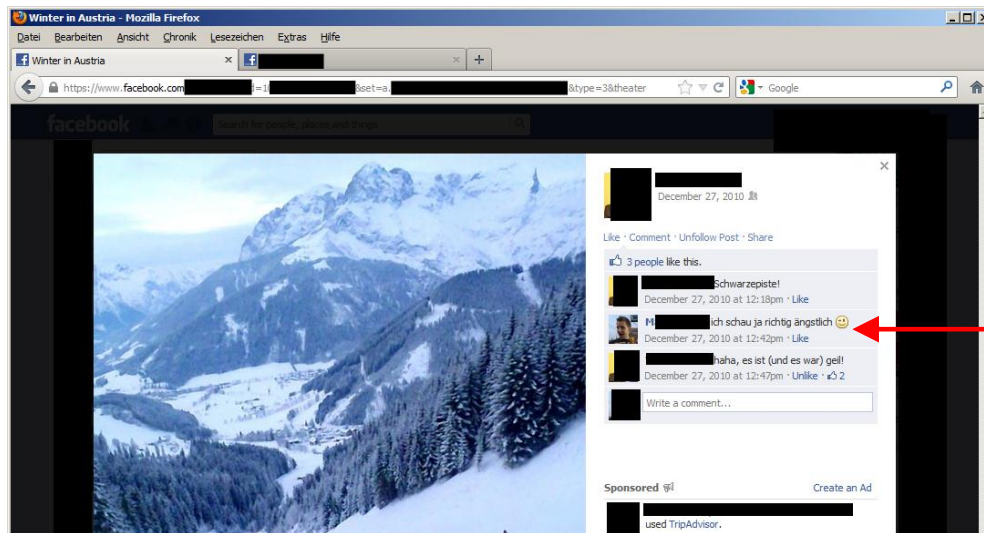 Winter in Austria - Mozilla Firefox
Datei Bearbeiten Ansicht Chronik Lesezeichen Extras Hilfe
Winter in Austria
https://www.facebook.com &set=a. &type=3&theater Google
facebook Search for people, places and things
December 27, 2010
Like · Comment · Unfollow Post · Share
3 people like this.
Schwarzepiste!
December 27, 2010 at 12:18pm · Like
M ich schau ja richtig ängstlich
December 27, 2010 at 12:42pm · Like
haha, es ist (und es war) geil!
December 27, 2010 at 12:47pm · Unlike · 2
Write a comment...
Sponsored Create an Ad
used TripAdvisor.